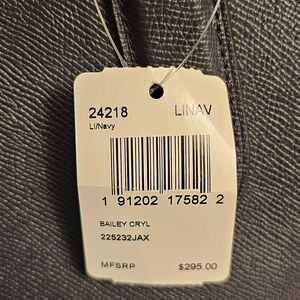 24218 LINAV
LI/Navy
1 91202 17582 2
BAILEY CRYL
225232JAX
MFSRP $295.00